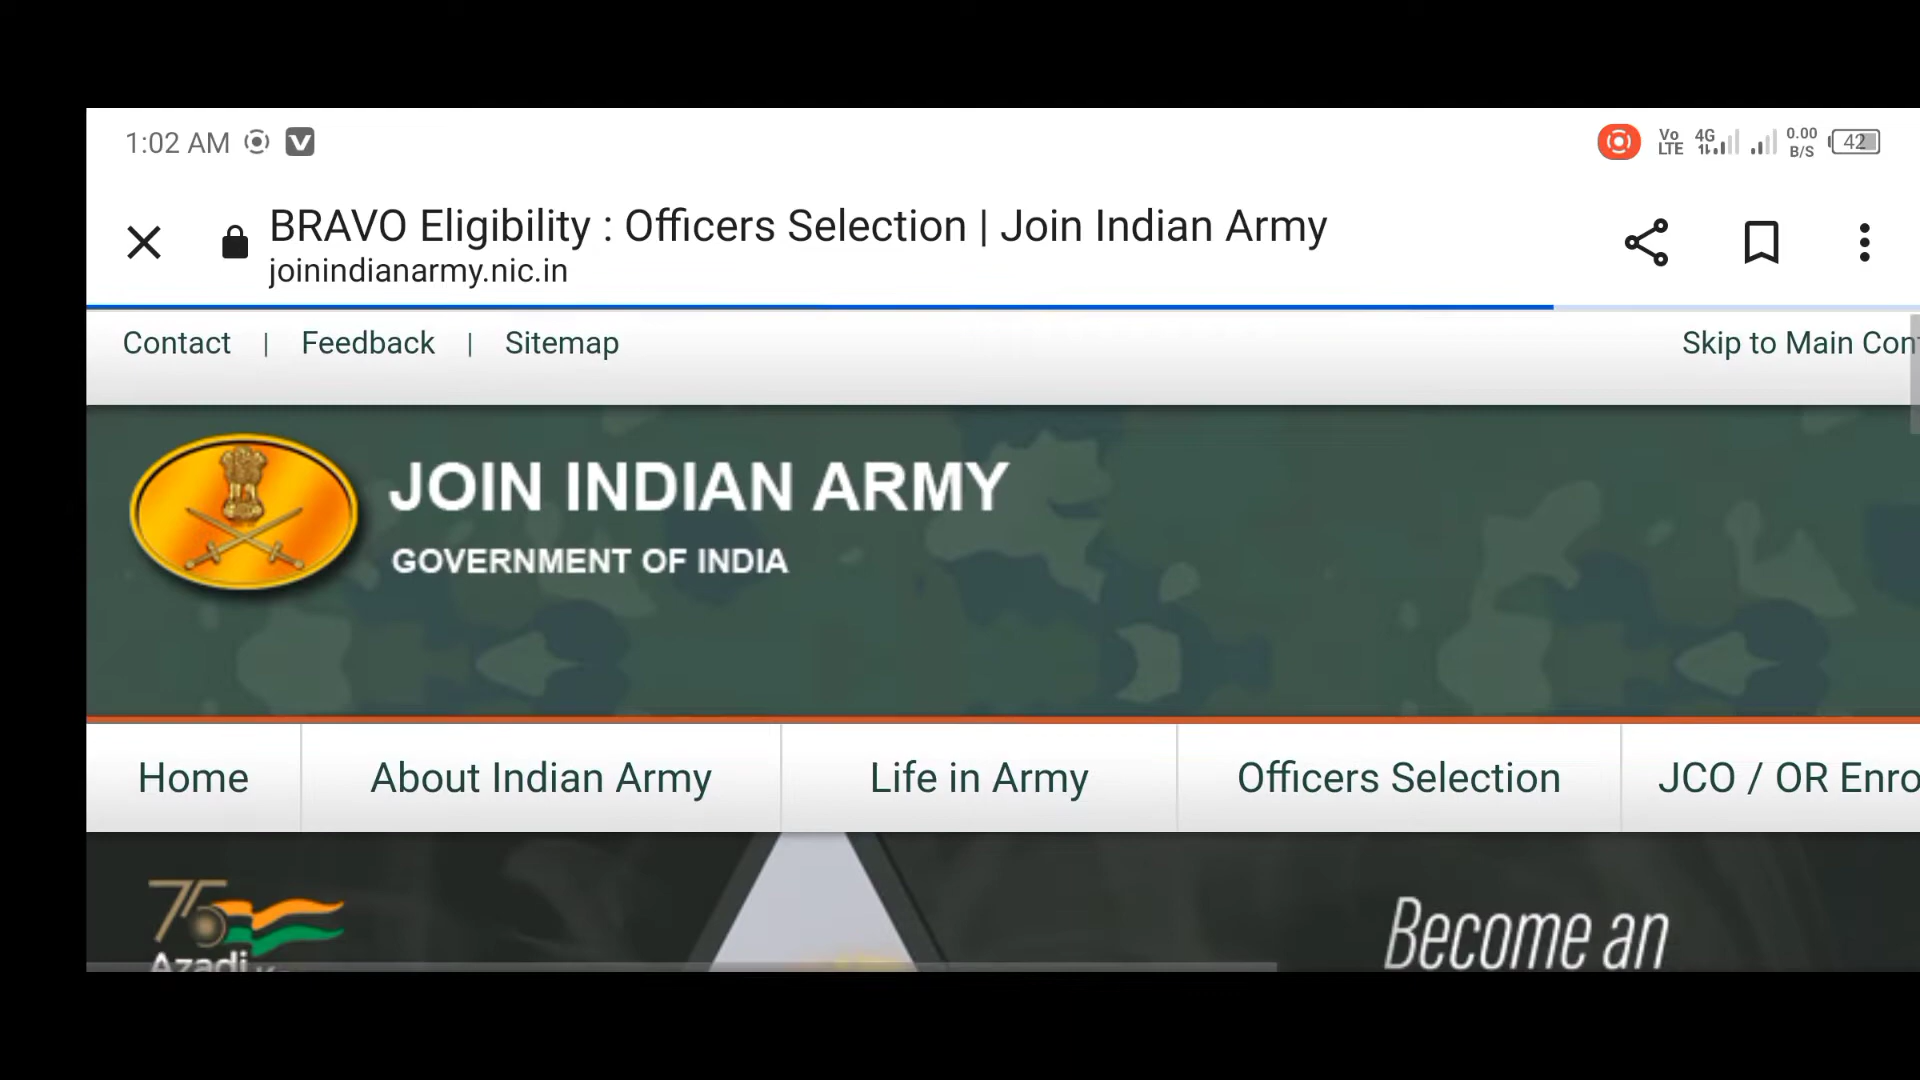 1:02 AM
Vo LTE 4G 0.00 B/S 42
BRAVO Eligibility : Officers Selection | Join Indian Army
joinindianarmy.nic.in
Contact | Feedback | Sitemap
Skip to Main Con
JOIN INDIAN ARMY
GOVERNMENT OF INDIA
Home
About Indian Army
Life in Army
Officers Selection
JCO / OR Enro
75
Azadi
Become an